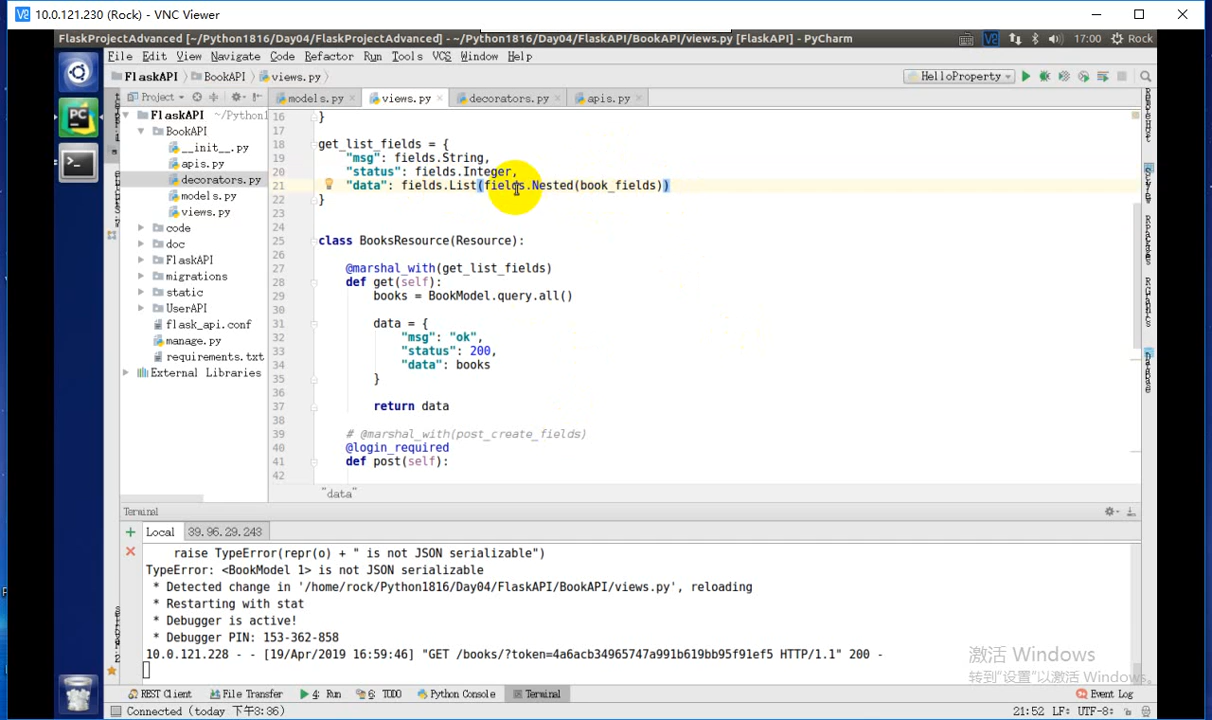 10.0.121.230 (Rock) - VNC Viewer
FlaskProjectAdvanced [~/Python1816/Day04/FlaskProjectAdvanced] - ~/Python1816/Day04/FlaskAPI/BookAPI/views.py [FlaskAPI] - PyCharm
17:00 Rock
File Edit View Navigate Code Refactor Run Tools VCS Window Help
FlaskAPI BookAPI views.py
HelloProperty
Project
models.py views.py decorators.py apis.py
FlaskAPI ~/Python1
BookAPI
__init__.py
apis.py
decorators.py
models.py
views.py
code
doc
FlaskAPI
migrations
static
UserAPI
flask_api.conf
manage.py
requirements.txt
External Libraries
16 }
17
18 get_list_fields = {
19 "msg": fields.String,
20 "status": fields.Integer,
21 "data": fields.List(fields.Nested(book_fields))
22 }
23
24
25 class BooksResource(Resource):
26
27 @marshal_with(get_list_fields)
28 def get(self):
29 books = BookModel.query.all()
30
31 data = {
32 "msg": "ok",
33 "status": 200,
34 "data": books
35 }
36
37 return data
38
39 # @marshal_with(post_create_fields)
40 @login_required
41 def post(self):
42
"data"
Terminal
Local 39.96.29.243
raise TypeError(repr(o) + " is not JSON serializable")
TypeError: <BookModel 1> is not JSON serializable
* Detected change in '/home/rock/Python1816/Day04/FlaskAPI/BookAPI/views.py', reloading
* Restarting with stat
* Debugger is active!
* Debugger PIN: 153-362-858
10.0.121.228 - - [19/Apr/2019 16:59:46] "GET /books/?token=4a6acb34965747a991b619bb95f91ef5 HTTP/1.1" 200 -
激活 Windows
转到"设置"以激活 Windows。
REST Client File Transfer 4: Run 6: TODO Python Console Terminal Event Log
Connected (today 下午3:36) 21:52 LF÷ UTF-8÷